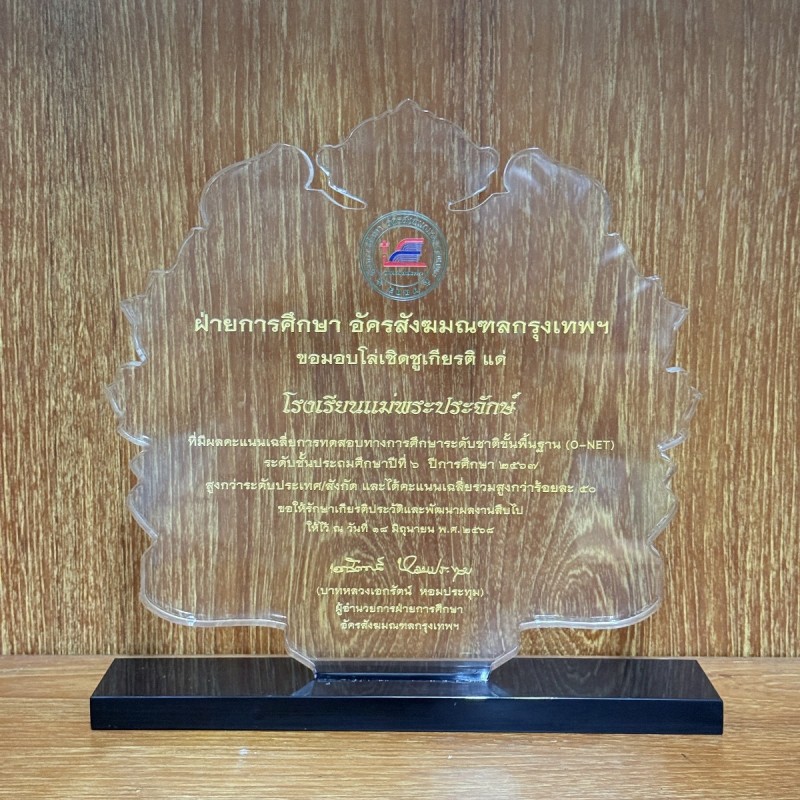 ฝ่ายการศึกษา อัครสังฆมณฑลกรุงเทพฯ
ขอมอบโล่เชิดชูเกียรติ แด่
โรงเรียนแม่พระประจักษ์
ที่มีผลคะแนนเฉลี่ยการทดสอบทางการศึกษาระดับชาติขั้นพื้นฐาน (O-NET)
ระดับชั้นประถมศึกษาปีที่ ๖ ปีการศึกษา ๒๕๖๗
สูงกว่าระดับประเทศ/สังกัด และได้คะแนนเฉลี่ยรวมสูงกว่าร้อยละ ๕๐
ขอให้รักษาเกียรติประวัติและพัฒนาผลงานสืบไป
ให้ไว้ ณ วันที่ ๑๘ มิถุนายน พ.ศ.๒๕๖๘
(บาทหลวงเอกรัตน์ หอมประทุม)
ผู้อำนวยการฝ่ายการศึกษา
อัครสังฆมณฑลกรุงเทพฯ